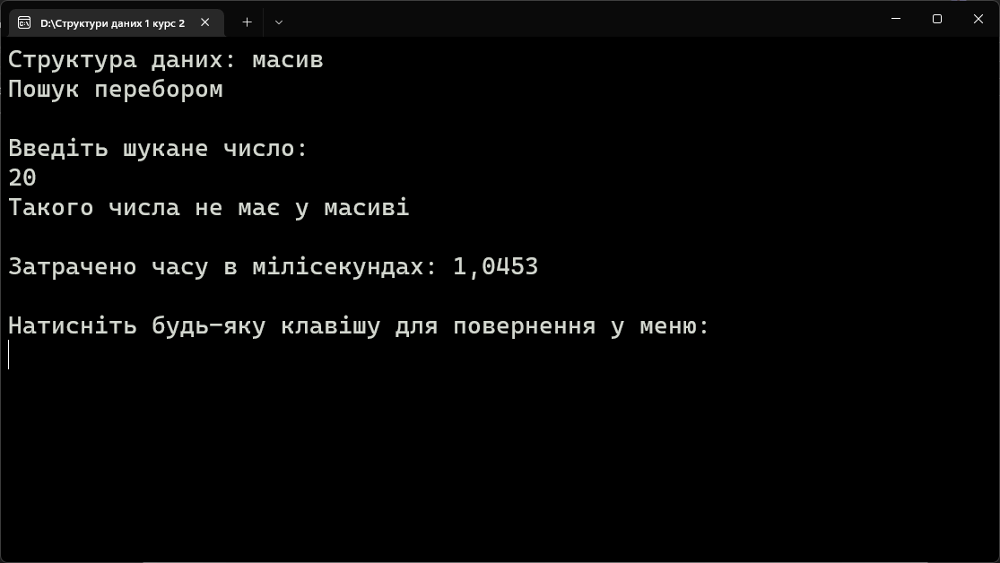 D:\Структури даних 1 курс 2
Структура даних: масив
Пошук перебором
Введіть шукане число:
20
Такого числа не має у масиві
Затрачено часу в мілісекундах: 1,0453
Натисніть будь-яку клавішу для повернення у меню: